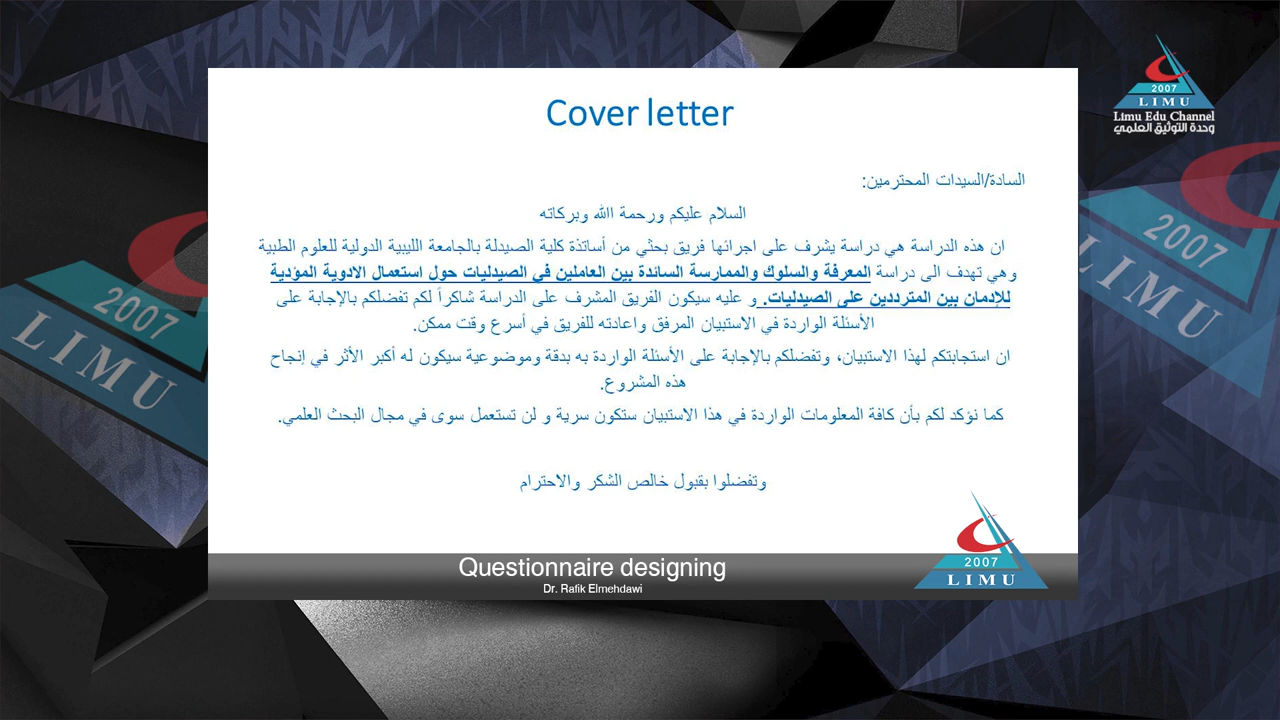 Cover letter
السادة/السيدات المحترمين:
السلام عليكم ورحمة الله وبركاته
ان هذه الدراسة هي دراسة يشرف على اجرائها فريق بحثي من أساتذة كلية الصيدلة بالجامعة الليبية الدولية للعلوم الطبية
وهي تهدف الى دراسة المعرفة والسلوك والممارسة السائدة بين العاملين في الصيدليات حول استعمال الادوية المؤدية
للإدمان بين المترددين على الصيدليات. و عليه سيكون الفريق المشرف على الدراسة شاكراً لكم تفضلكم بالإجابة على
الأسئلة الواردة في الاستبيان المرفق واعادته للفريق في أسرع وقت ممكن.
ان استجابتكم لهذا الاستبيان، وتفضلكم بالإجابة على الأسئلة الواردة به بدقة وموضوعية سيكون له أكبر الأثر في إنجاح
هذه المشروع.
كما نؤكد لكم بأن كافة المعلومات الواردة في هذا الاستبيان ستكون سرية و لن تستعمل سوى في مجال البحث العلمي.
وتفضلوا بقبول خالص الشكر والاحترام
Questionnaire designing
Dr. Rafik Elmehdawi
2007
LIMU
2007
LIMU
Limu Edu Channel
وحدة التوثيق العلمي
2007
LIMU
2007
LIMU